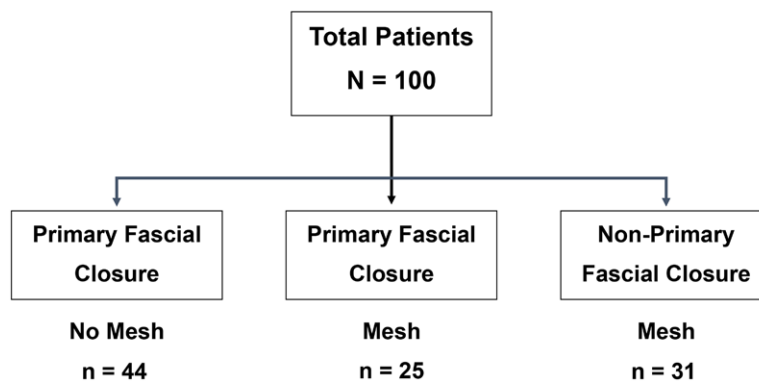 Total Patients
N = 100
Primary Fascial
Closure
No Mesh
n = 44
Primary Fascial
Closure
Mesh
n = 25
Non-Primary
Fascial Closure
Mesh
n = 31